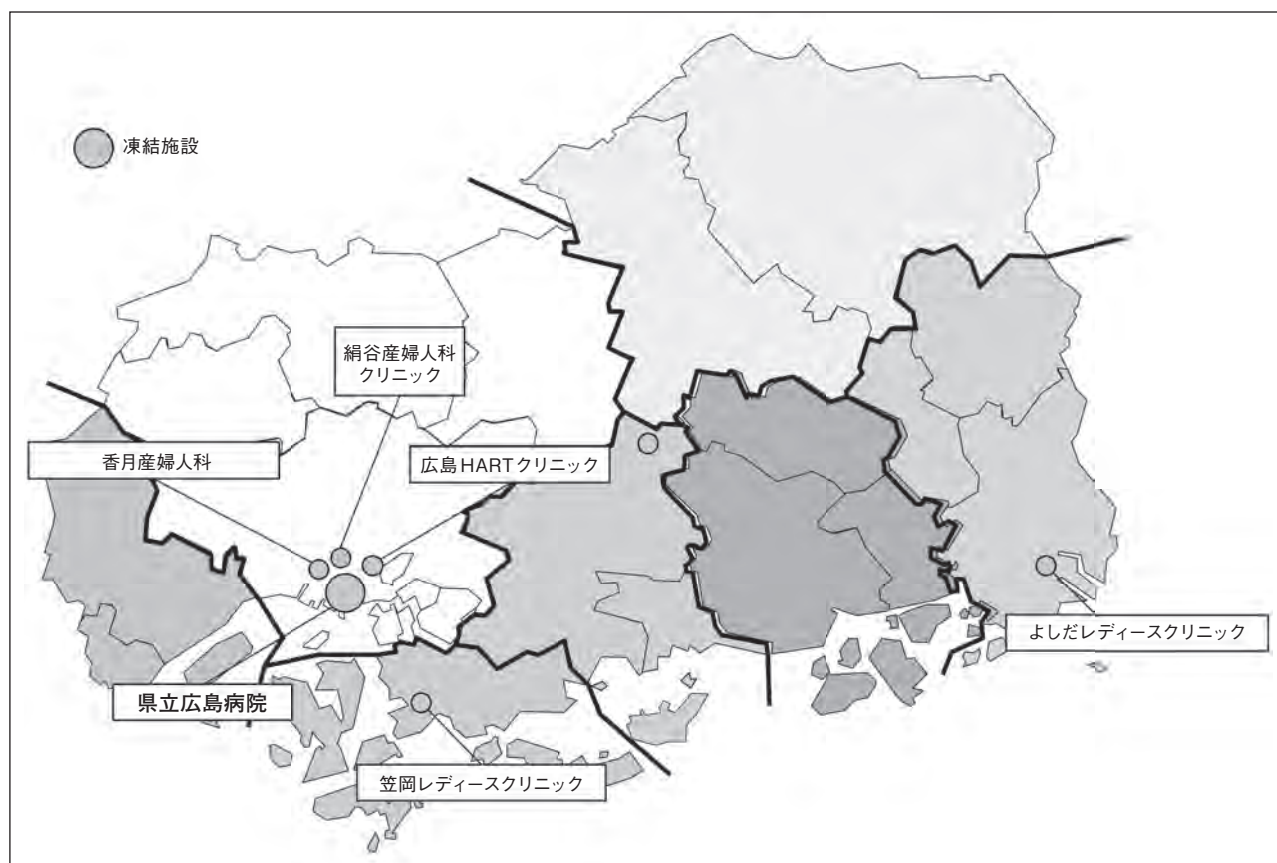 凍結施設
絹谷産婦人科
クリニック
香月産婦人科
広島HARTクリニック
よしだレディースクリニック
県立広島病院
笠岡レディースクリニック